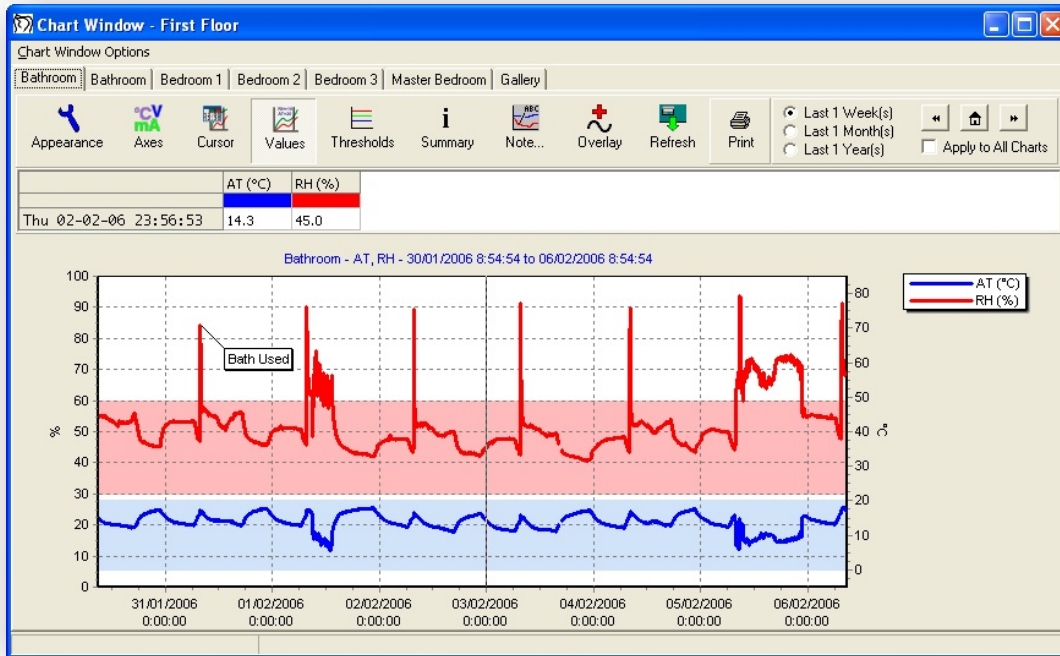 Chart Window - First Floor
Chart Window Options
Bathroom Bathroom Bedroom 1 Bedroom 2 Bedroom 3 Master Bedroom Gallery
°CV
mA
ABC
Appearance Axes Cursor Values Thresholds Summary Note... Overlay Refresh Print
Last 1 Week(s)
Last 1 Month(s)
Last 1 Year(s)
Apply to All Charts
AT (°C) RH (%)
Thu 02-02-06 23:56:53 14.3 45.0
Bathroom - AT, RH - 30/01/2006 8:54:54 to 06/02/2006 8:54:54
AT (°C)
RH (%)
100
90
80
70
60
50
40
30
20
10
0
%
Bath Used
80
70
60
50
40
30
20
10
0
°C
31/01/2006 01/02/2006 02/02/2006 03/02/2006 04/02/2006 05/02/2006 06/02/2006
0:00:00 0:00:00 0:00:00 0:00:00 0:00:00 0:00:00 0:00:00